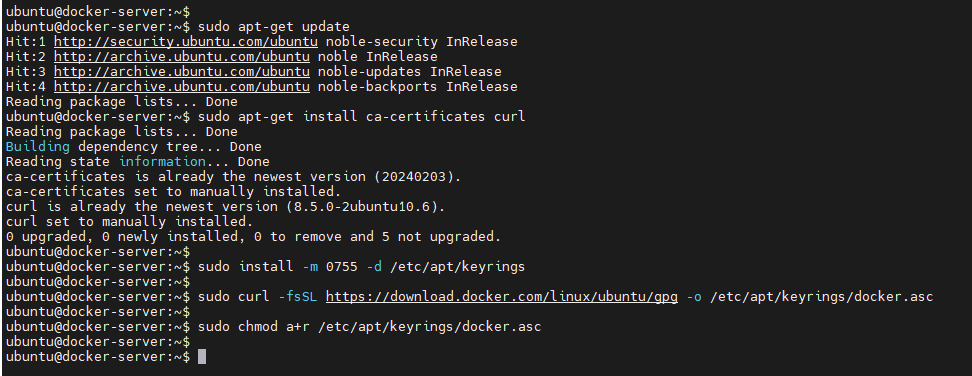 ubuntu@docker-server:~$
ubuntu@docker-server:~$ sudo apt-get update
Hit:1 http://security.ubuntu.com/ubuntu noble-security InRelease
Hit:2 http://archive.ubuntu.com/ubuntu noble InRelease
Hit:3 http://archive.ubuntu.com/ubuntu noble-updates InRelease
Hit:4 http://archive.ubuntu.com/ubuntu noble-backports InRelease
Reading package lists... Done
ubuntu@docker-server:~$ sudo apt-get install ca-certificates curl
Reading package lists... Done
Building dependency tree... Done
Reading state information... Done
ca-certificates is already the newest version (20240203).
ca-certificates set to manually installed.
curl is already the newest version (8.5.0-2ubuntu10.6).
curl set to manually installed.
0 upgraded, 0 newly installed, 0 to remove and 5 not upgraded.
ubuntu@docker-server:~$
ubuntu@docker-server:~$ sudo install -m 0755 -d /etc/apt/keyrings
ubuntu@docker-server:~$
ubuntu@docker-server:~$ sudo curl -fsSL https://download.docker.com/linux/ubuntu/gpg -o /etc/apt/keyrings/docker.asc
ubuntu@docker-server:~$
ubuntu@docker-server:~$ sudo chmod a+r /etc/apt/keyrings/docker.asc
ubuntu@docker-server:~$
ubuntu@docker-server:~$